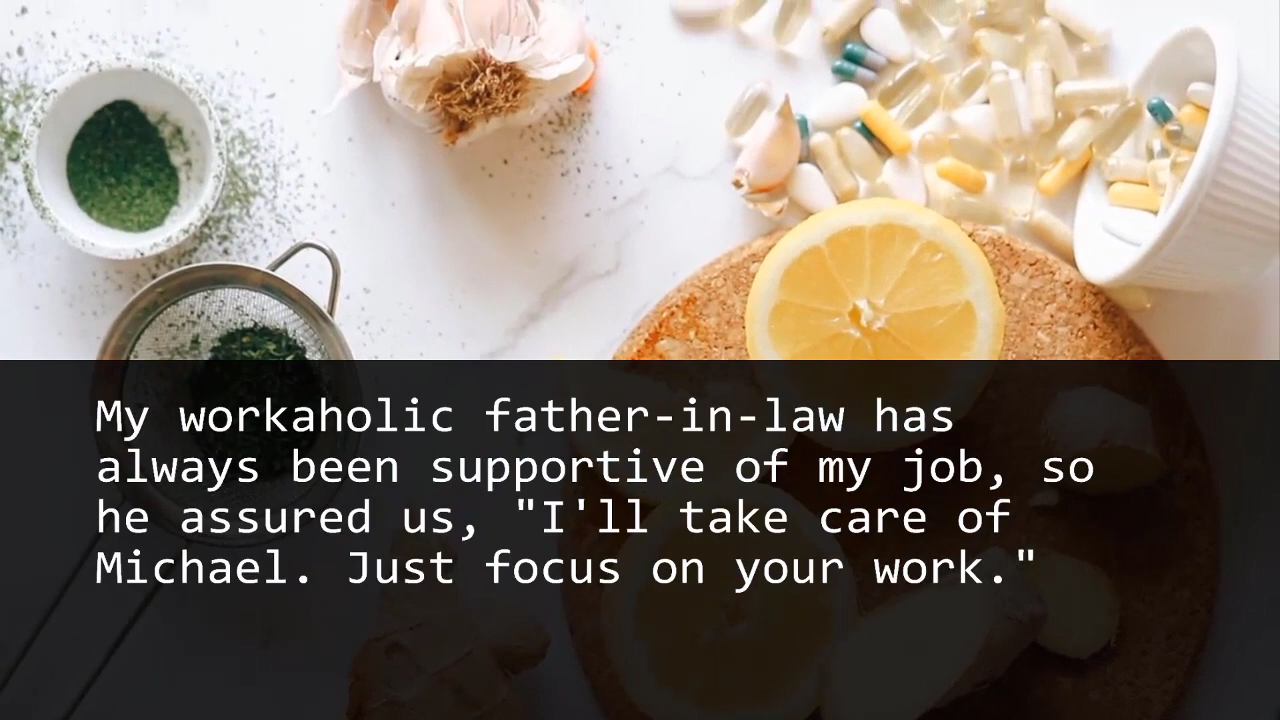 My workaholic father-in-law has
always been supportive of my job, so
he assured us, "I'll take care of
Michael. Just focus on your work."